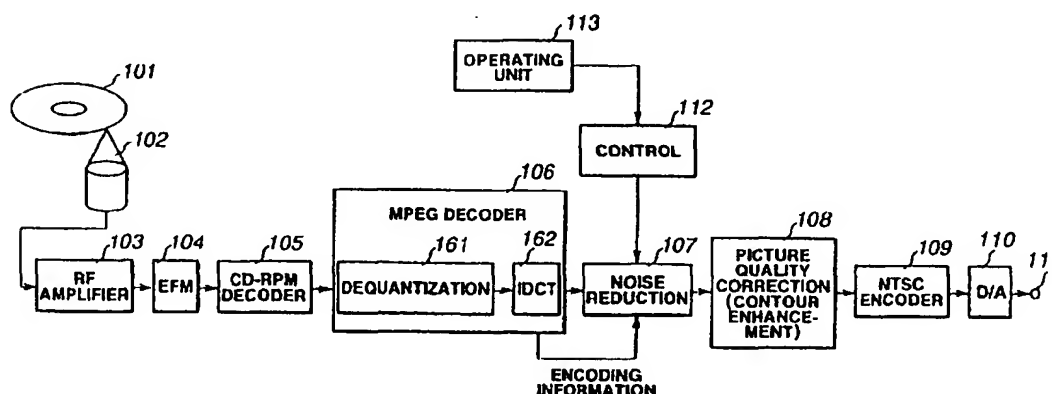 113
OPERATING
UNIT
101
102
112
CONTROL
106
MPEG DECODER
103
RF
AMPLIFIER
104
EFM
105
CD-RPM
DECODER
161
DEQUANTIZATION
162
IDCT
107
NOISE
REDUCTION
108
PICTURE
QUALITY
CORRECTION
(CONTOUR
ENHANCE-
MENT)
109
NTSC
ENCODER
110
D/A
11
ENCODING
INFORMATION